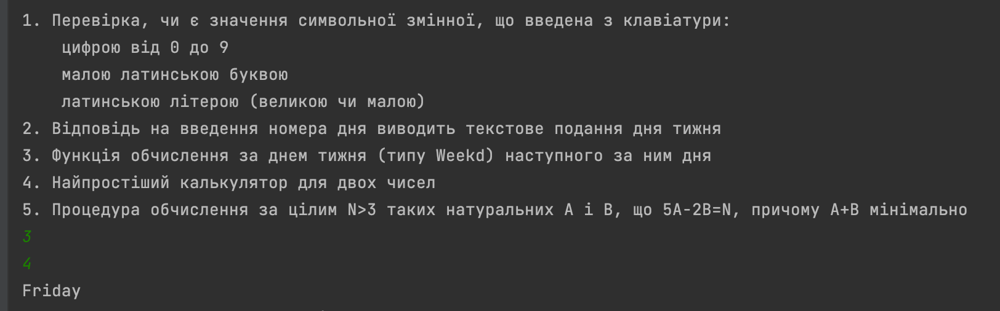 1. Перевірка, чи є значення символьної змінної, що введена з клавіатури:
цифрою від 0 до 9
малою латинською буквою
латинською літерою (великою чи малою)
2. Відповідь на введення номера дня виводить текстове подання дня тижня
3. Функція обчислення за днем тижня (типу Weekd) наступного за ним дня
4. Найпростіший калькулятор для двох чисел
5. Процедура обчислення за цілим N>3 таких натуральних A і B, що 5A-2B=N, причому A+B мінімально
3
4
Friday